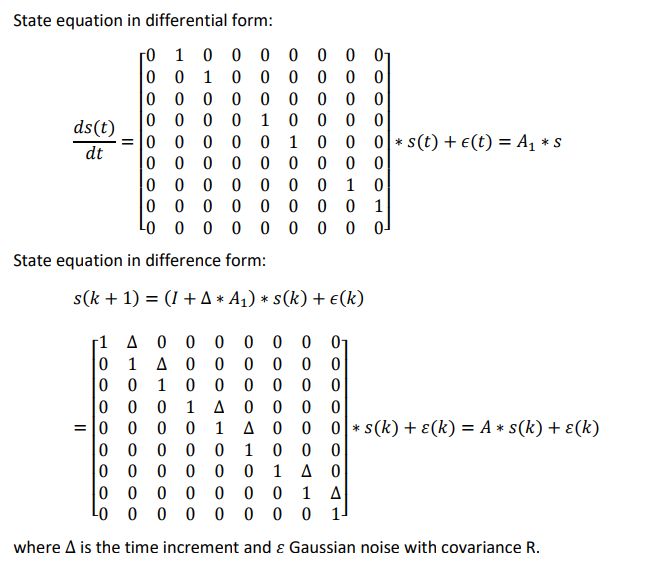 State equation in differential form:
ds(t)
dt
=
⎡0 1 0 0 0 0 0 0 0⎤
0 0 1 0 0 0 0 0 0
0 0 0 0 0 0 0 0 0
0 0 0 0 1 0 0 0 0
0 0 0 0 0 1 0 0 0
0 0 0 0 0 0 0 0 0
0 0 0 0 0 0 0 1 0
0 0 0 0 0 0 0 0 1
⎣0 0 0 0 0 0 0 0 0⎦
* s(t) + ϵ(t) = A₁ * s
State equation in difference form:
s(k + 1) = (I + Δ * A₁) * s(k) + ϵ(k)
=
⎡1 Δ 0 0 0 0 0 0 0⎤
0 1 Δ 0 0 0 0 0 0
0 0 1 0 0 0 0 0 0
0 0 0 1 Δ 0 0 0 0
0 0 0 0 1 Δ 0 0 0
0 0 0 0 0 1 0 0 0
0 0 0 0 0 0 1 Δ 0
0 0 0 0 0 0 0 1 Δ
⎣0 0 0 0 0 0 0 0 1⎦
* s(k) + ε(k) = A * s(k) + ε(k)
where Δ is the time increment and ε Gaussian noise with covariance R.